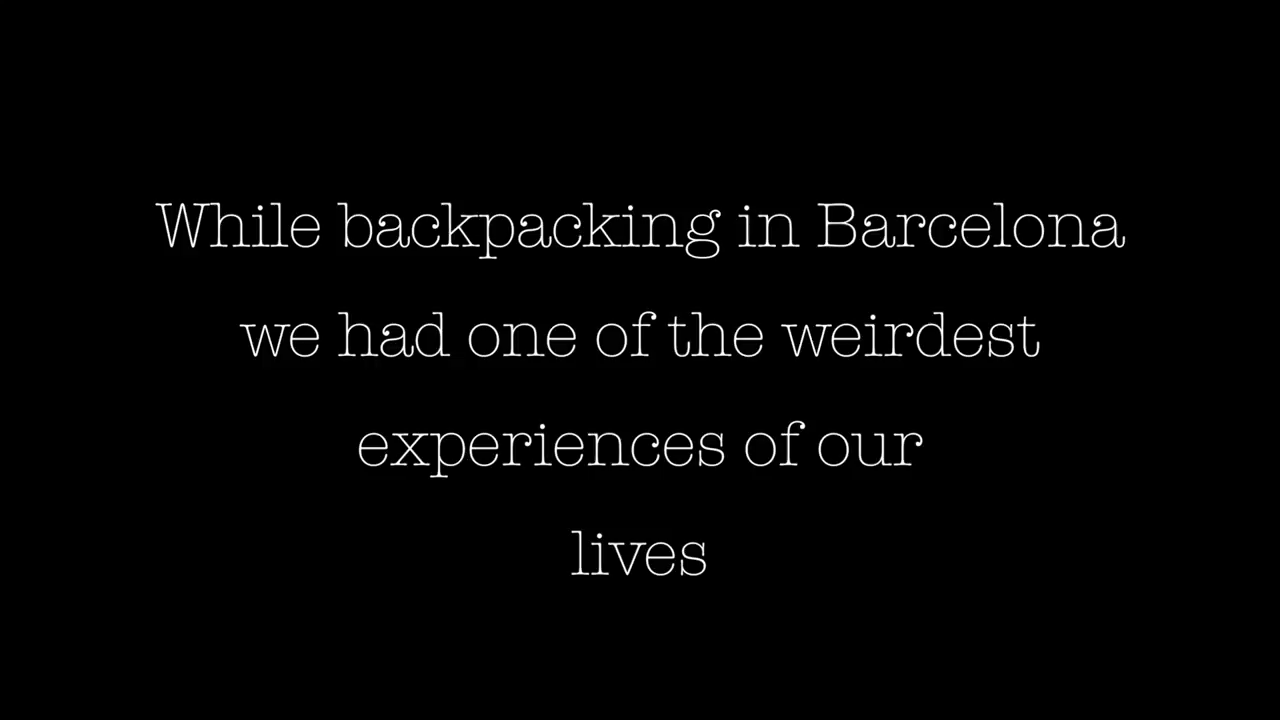 While backpacking in Barcelona
we had one of the weirdest
experiences of our
lives